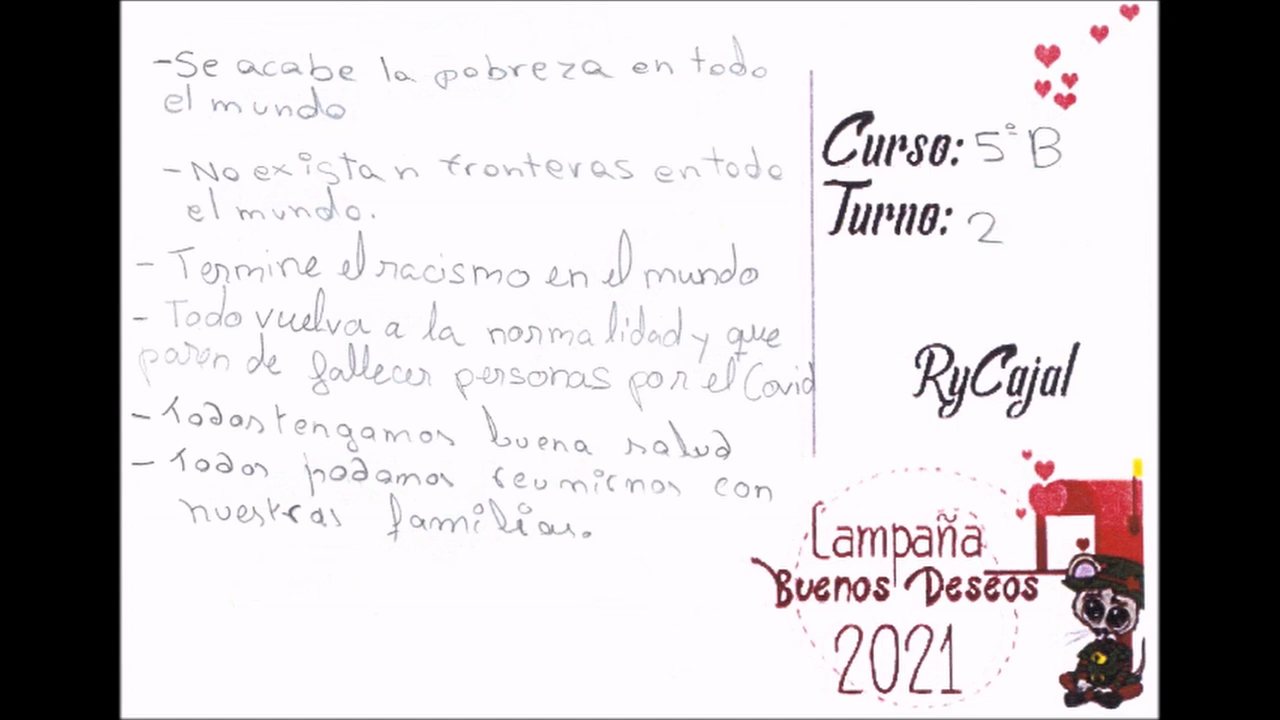 -Se acabe la pobreza en todo
el mundo
-No existan fronteras en todo
el mundo.
- Termine el racismo en el mundo
- Todo vuelva a la normalidad y que
paren de fallecer personas por el Covid
- Todos tengamos buena salud
- Todos podamos reunirnos con
nuestras familias.
Curso: 5º B
Turno: 2
RyCajal
Campaña
Buenos Deseos
2021